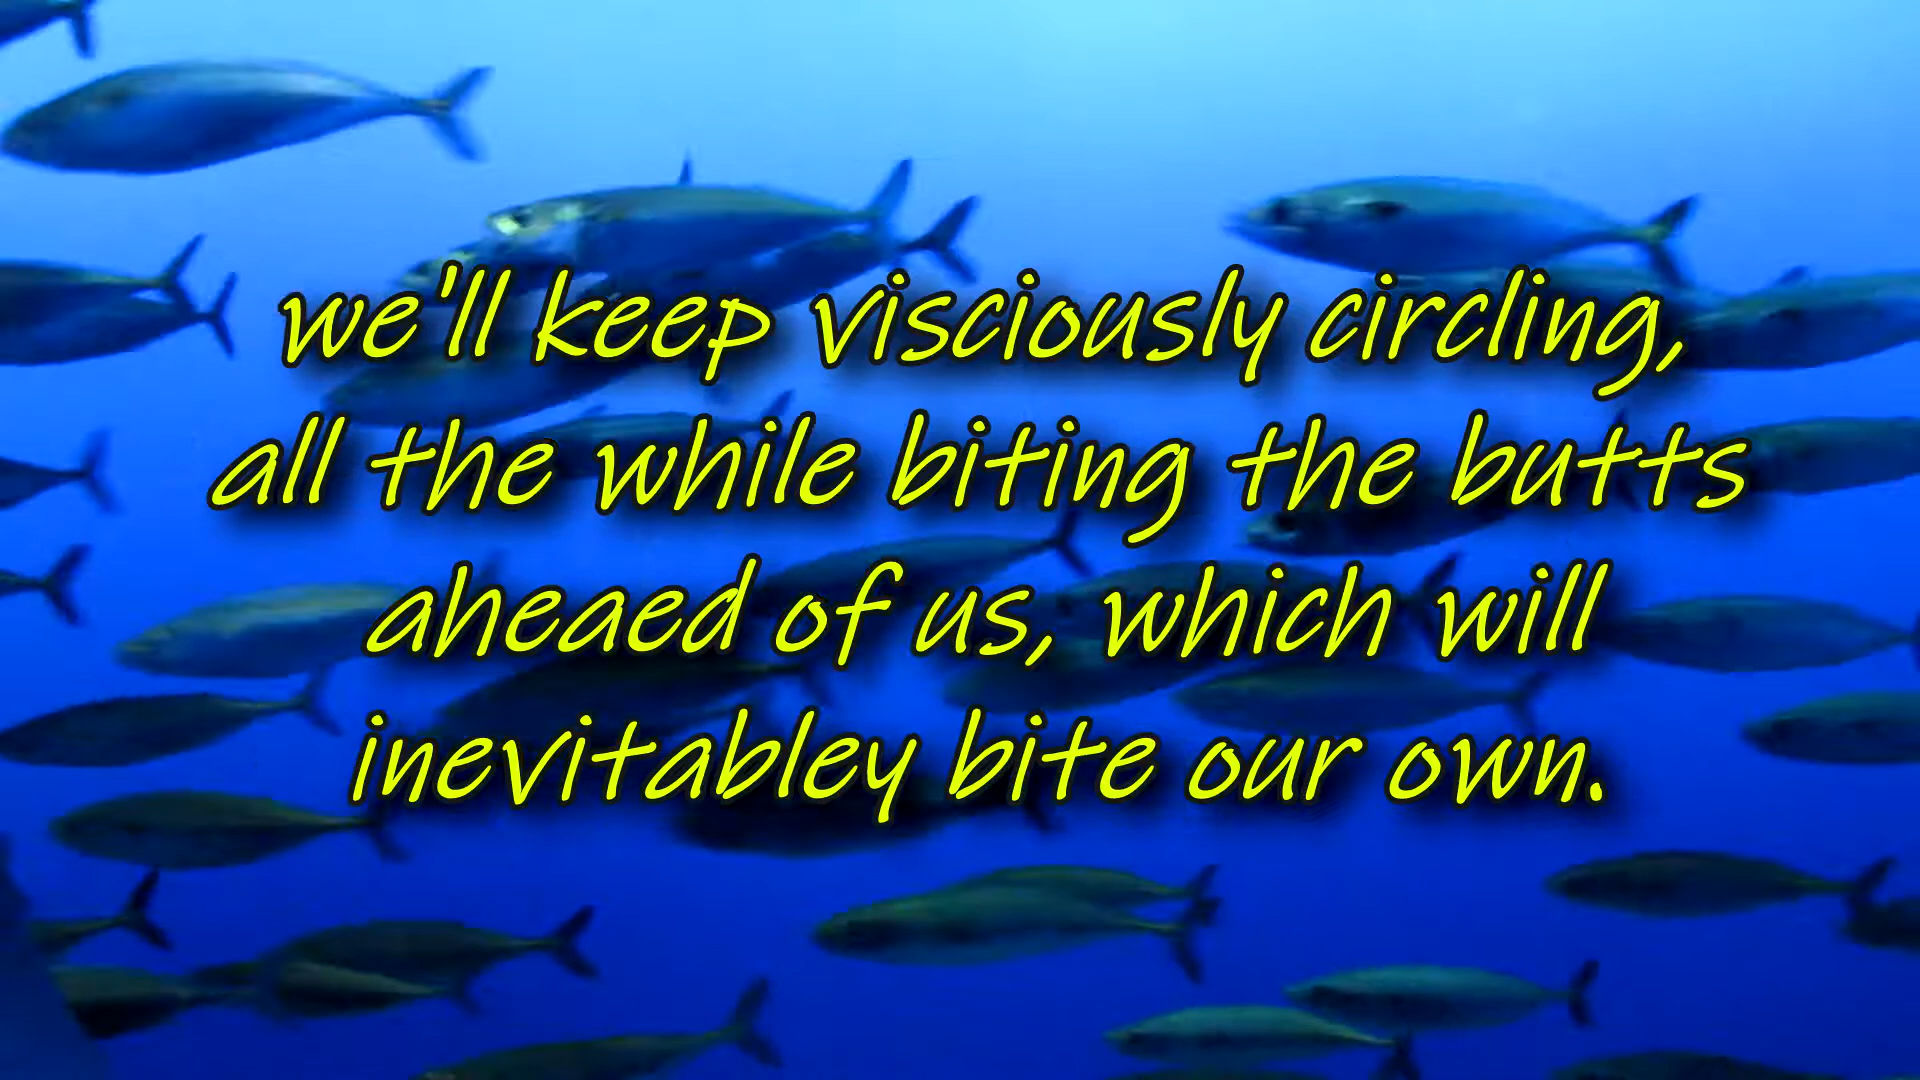 we'll keep visciously circling,
all the while biting the butts
aheaed of us, which will
inevitabley bite our own.